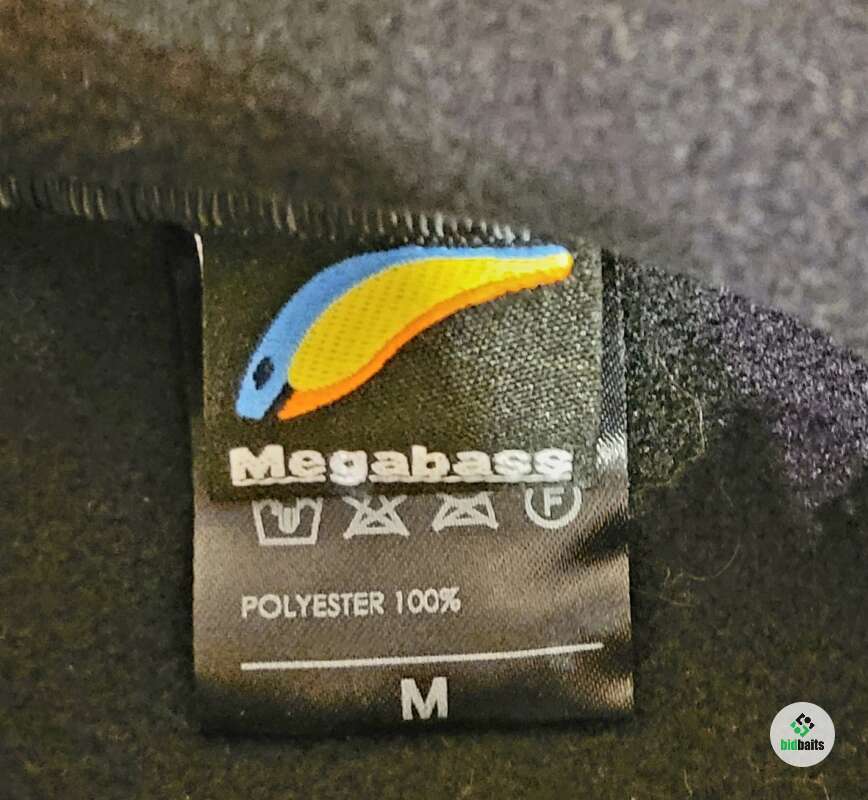 Megabass
F
POLYESTER 100%
M
bidbaits